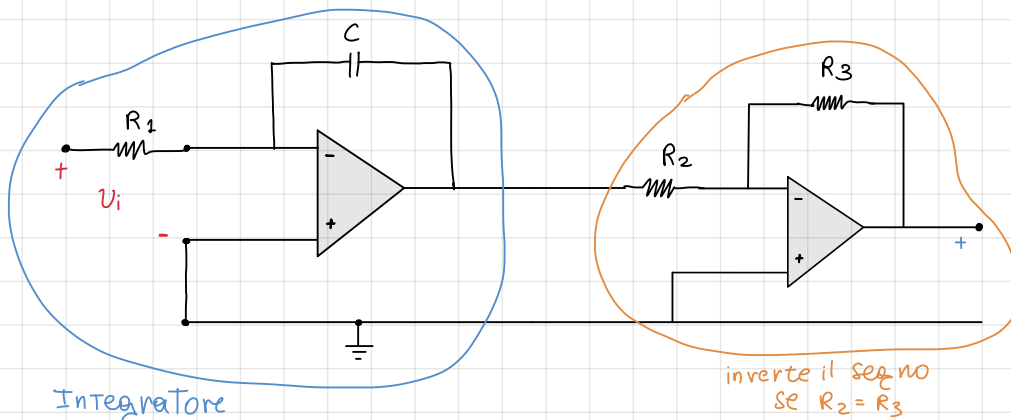 C
R3
R1
R2
+
-
-
vi
+
-
+
+
Integratore
inverte il segno
se R2 = R3